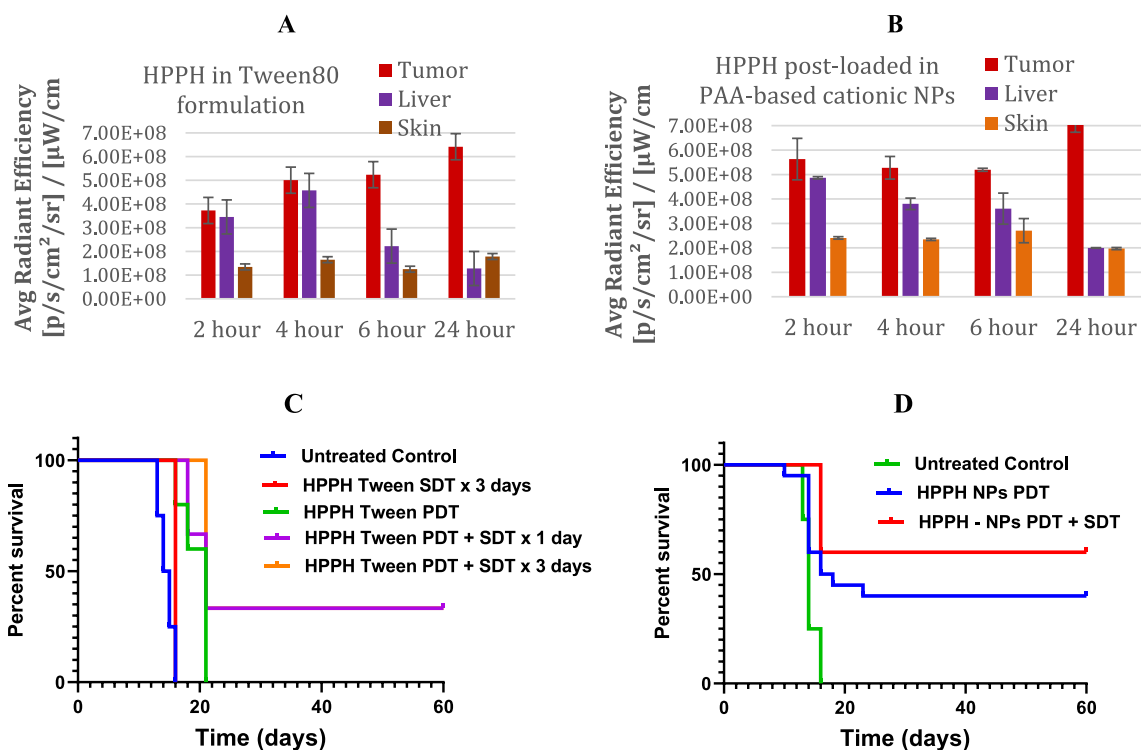 A
HPPH in Tween80
formulation
Tumor
Liver
Skin
Avg Radiant Efficiency
[p/s/cm²/sr] / [µW/cm
7.00E+08
6.00E+08
5.00E+08
4.00E+08
3.00E+08
2.00E+08
1.00E+08
0.00E+00
2 hour
4 hour
6 hour
24 hour
B
HPPH post-loaded in
PAA-based cationic NPs
Tumor
Liver
Skin
Avg Radiant Efficiency
[p/s/cm²/sr] / [µW/cm
7.00E+08
6.00E+08
5.00E+08
4.00E+08
3.00E+08
2.00E+08
1.00E+08
0.00E+00
2 hour
4 hour
6 hour
24 hour
C
Untreated Control
HPPH Tween SDT x 3 days
HPPH Tween PDT
HPPH Tween PDT + SDT x 1 day
HPPH Tween PDT + SDT x 3 days
Percent survival
100
50
0
0
20
40
60
Time (days)
D
Untreated Control
HPPH NPs PDT
HPPH - NPs PDT + SDT
Percent survival
100
50
0
0
20
40
60
Time (days)